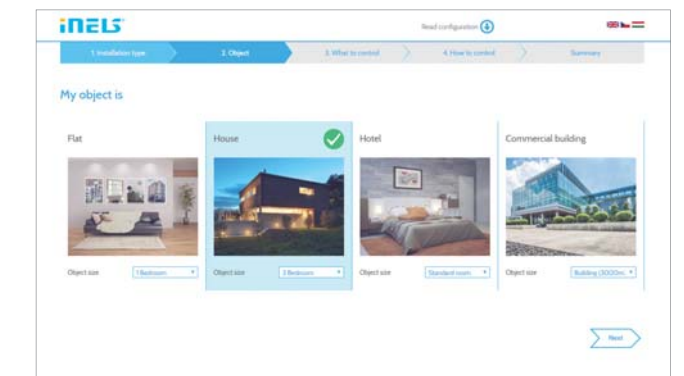 iNELS
Read configuration
1. Installation type
2. Object
3. What to control
4. How to control
Summary
My object is
Flat
House
Hotel
Commercial building
Object size
1 Bedroom
Object size
Object size
Standard room
Object size
Building (3000m
Next